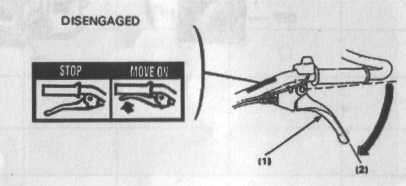 DISENGAGED
STOP MOVE ON
(1)
(2)